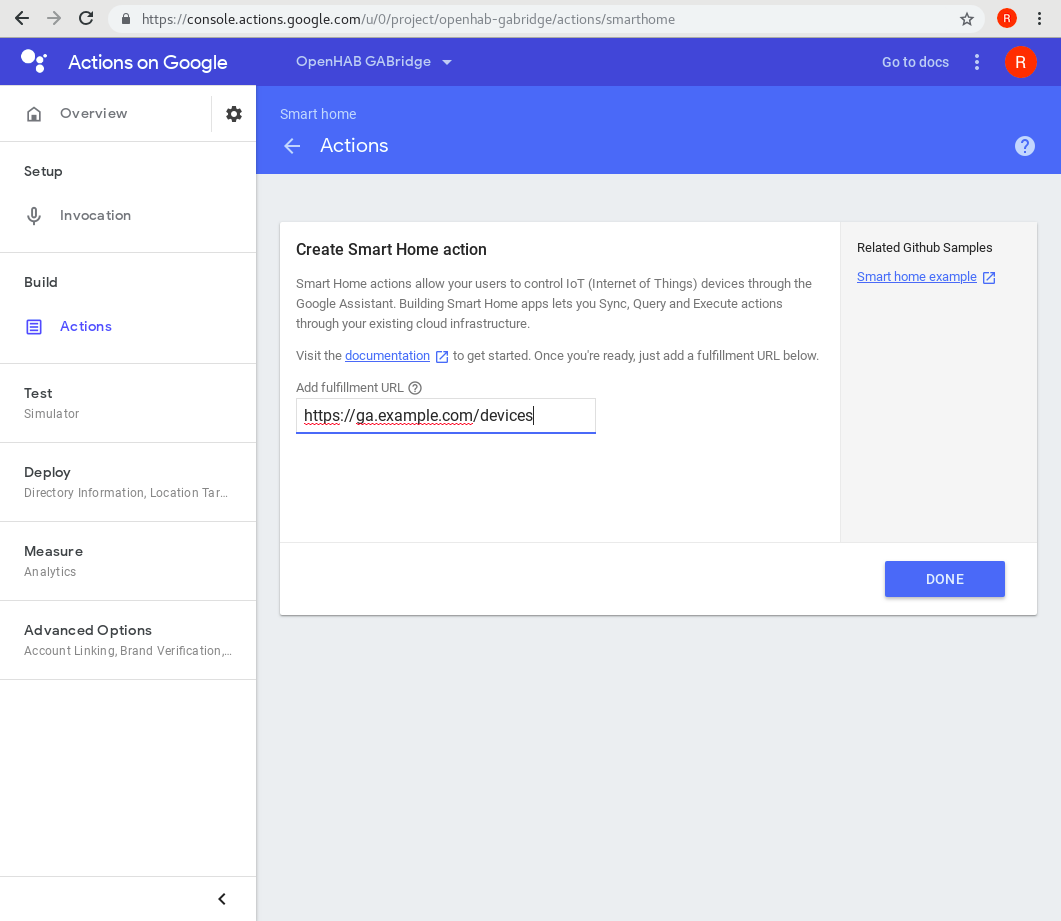 https://console.actions.google.com/u/0/project/openhab-gabridge/actions/smarthome
R
Actions on Google
OpenHAB GABridge
Go to docs
R
Overview
Smart home
Actions
?
Setup
Invocation
Build
Actions
Test
Simulator
Deploy
Directory Information, Location Tar...
Measure
Analytics
Advanced Options
Account Linking, Brand Verification,...
Create Smart Home action
Smart Home actions allow your users to control IoT (Internet of Things) devices through the
Google Assistant. Building Smart Home apps lets you Sync, Query and Execute actions
through your existing cloud infrastructure.
Visit the documentation to get started. Once you're ready, just add a fulfillment URL below.
Add fulfillment URL ?
https://ga.example.com/devices
Related Github Samples
Smart home example
DONE